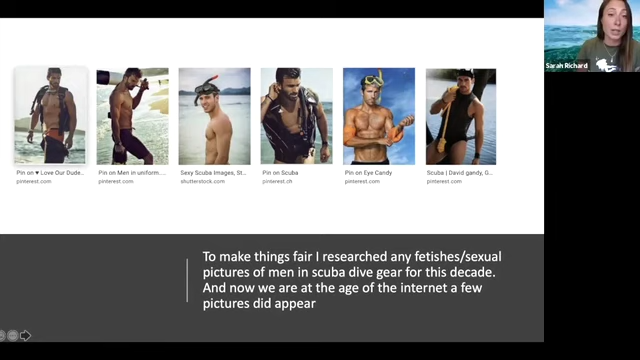 Sarah Richard
Pin on ♥ Love Our Dude...
Pin on Men in uniform....
Sexy Scuba Images, St...
Pin on Scuba
Pin on Eye Candy
Scuba | David gandy, G...
pinterest.com
pinterest.com
shutterstock.com
pinterest.ch
pinterest.com
pinterest.com
To make things fair I researched any fetishes/sexual
pictures of men in scuba dive gear for this decade.
And now we are at the age of the internet a few
pictures did appear